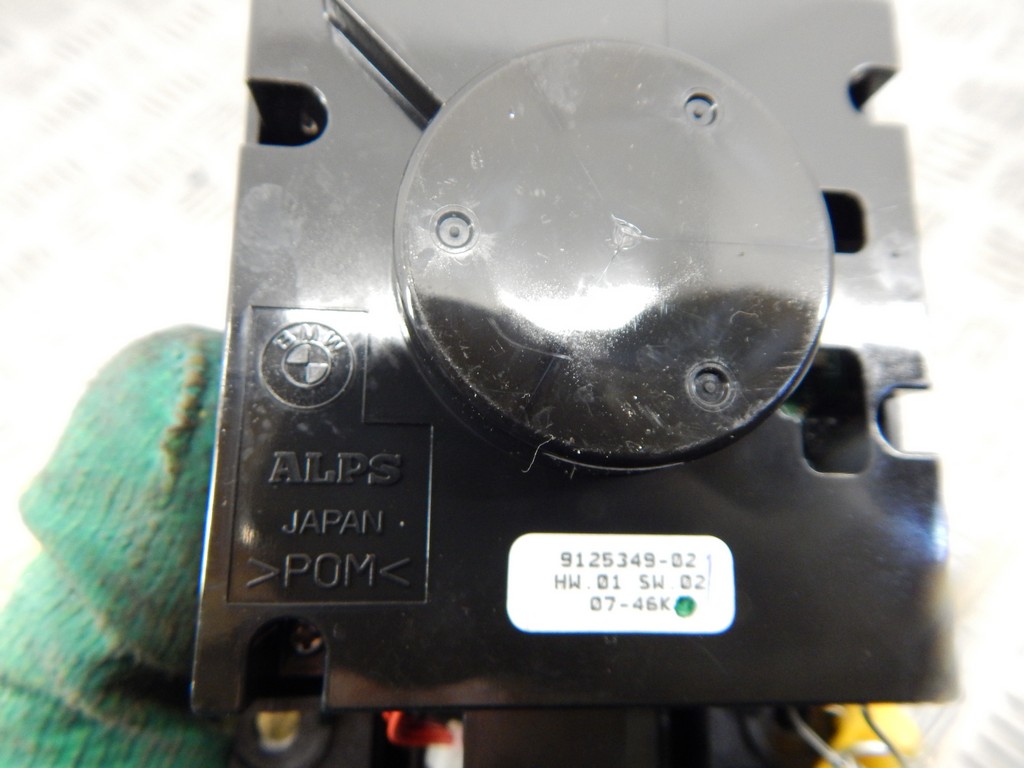 BMW
ALPS
JAPAN
>POM<
9125349-02
HW.01 SW.02
07-46K